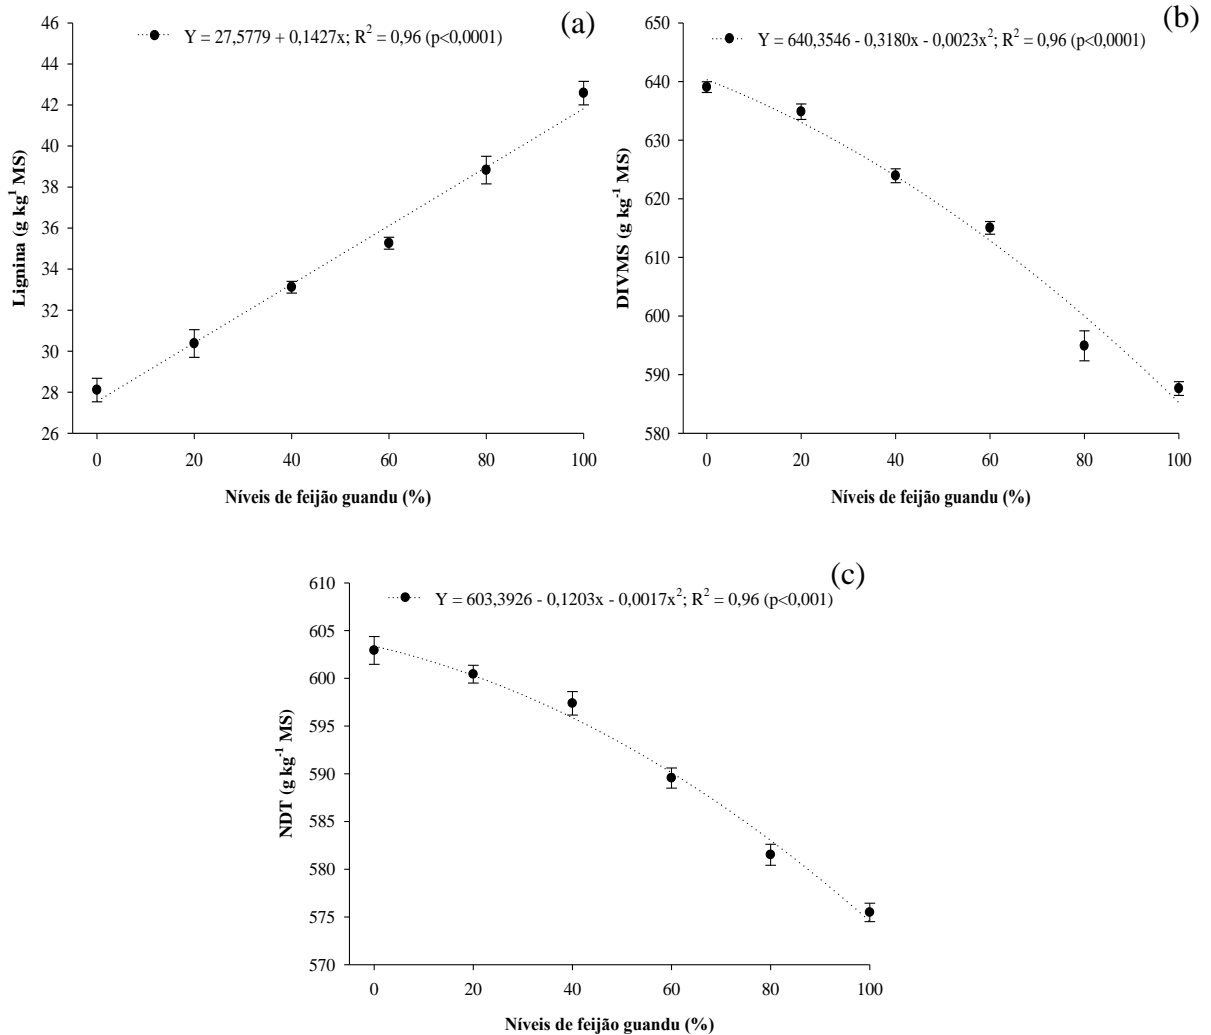 (a)
Y = 27,5779 + 0,1427x; R² = 0,96 (p<0,0001)
46
44
42
40
38
36
33
32
30
28
26
Lignina (g kg¹ MS)
0 20 40 60 80 100
Níveis de feijão guandu (%)
(b)
Y = 640,3546 - 0,3180x - 0,0023x²; R² = 0,96 (p<0,0001)
650
640
630
620
610
600
590
580
DIVMS (g kg⁻¹ MS)
0 20 40 60 80 100
Níveis de feijão guandu (%)
(c)
Y = 603,3926 - 0,1203x - 0,0017x²; R² = 0,96 (p<0,001)
610
605
600
595
590
585
580
575
570
NDT (g kg⁻¹ MS)
0 20 40 60 80 100
Níveis de feijão guandu (%)